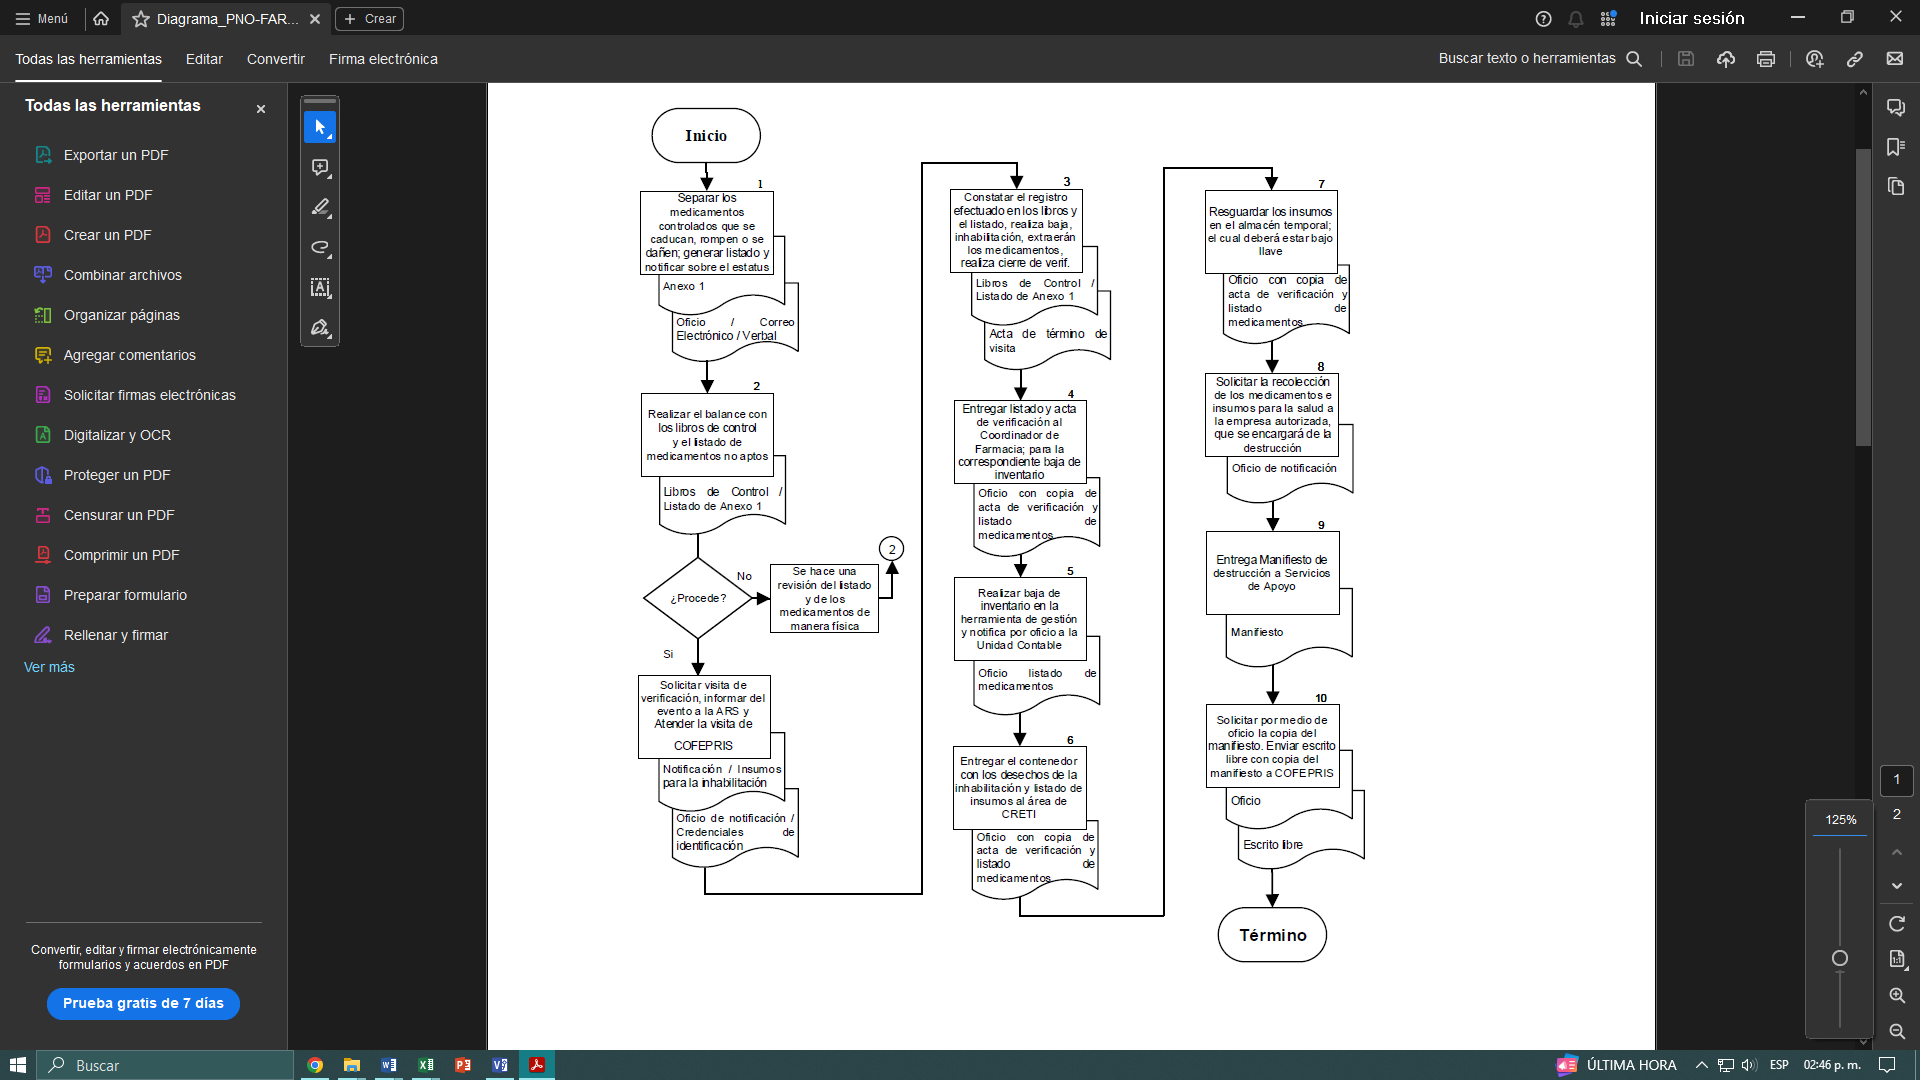 Menú
Diagrama_PNO-FAR...
Crear
Iniciar sesión
Todas las herramientas
Editar
Convertir
Firma electrónica
Buscar texto o herramientas
Todas las herramientas
Exportar un PDF
Editar un PDF
Crear un PDF
Combinar archivos
Organizar páginas
Agregar comentarios
Solicitar firmas electrónicas
Digitalizar y OCR
Proteger un PDF
Censurar un PDF
Comprimir un PDF
Preparar formulario
Rellenar y firmar
Ver más
Convertir, editar y firmar electrónicamente
formularios y acuerdos en PDF
Prueba gratis de 7 días
Inicio
1
Separar los
medicamentos
controlados que se
caducan, rompen o se
dañen; generar listado y
notificar sobre el estatus
Anexo 1
Oficio / Correo
Electrónico / Verbal
2
Realizar el balance con
los libros de control
y el listado de
medicamentos no aptos
Libros de Control /
Listado de Anexo 1
¿Procede?
No
Se hace una
revisión del listado
y de los
medicamentos de
manera física
2
Si
Solicitar visita de
verificación, informar del
evento a la ARS y
Atender la visita de
COFEPRIS
Notificación / Insumos
para la inhabilitación
Oficio de notificación /
Credenciales de
identificación
3
Constatar el registro
efectuado en los libros y
el listado, realiza baja,
inhabilitación, extraerán
los medicamentos,
realiza cierre de verif.
Libros de Control /
Listado de Anexo 1
Acta de término de
visita
4
Entregar listado y acta
de verificación al
Coordinador de
Farmacia; para la
correspondiente baja de
inventario
Oficio con copia de
acta de verificación y
listado de
medicamentos
5
Realizar baja de
inventario en la
herramienta de gestión
y notifica por oficio a la
Unidad Contable
Oficio listado de
medicamentos
6
Entregar el contenedor
con los desechos de la
inhabilitación y listado de
insumos al área de
CRETI
Oficio con copia de
acta de verificación y
listado de
medicamentos
7
Resguardar los insumos
en el almacén temporal;
el cual deberá estar bajo
llave
Oficio con copia de
acta de verificación y
listado de
medicamentos
8
Solicitar la recolección
de los medicamentos e
insumos para la salud a
la empresa autorizada,
que se encargará de la
destrucción
Oficio de notificación
9
Entrega Manifiesto de
destrucción a Servicios
de Apoyo
Manifiesto
10
Solicitar por medio de
oficio la copia del
manifiesto. Enviar escrito
libre con copia del
manifiesto a COFEPRIS
Oficio
Escrito libre
Término
1
2
125%
1:1
Buscar
ÚLTIMA HORA
ESP
02:46 p. m.